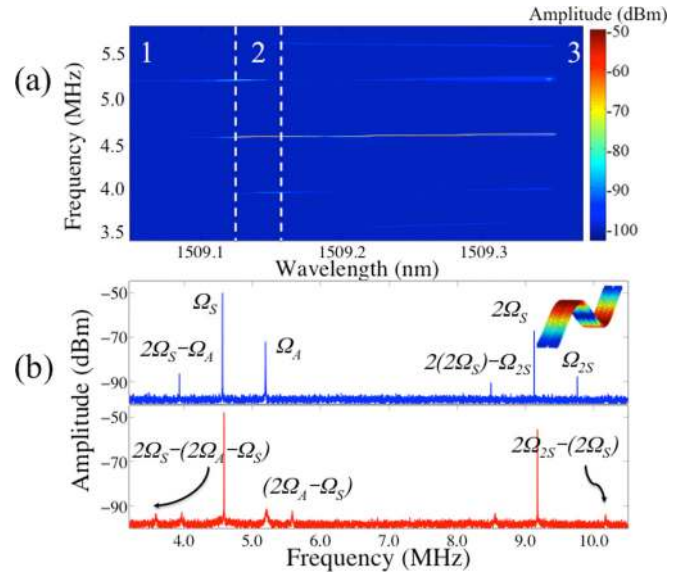 Amplitude (dBm)
(a)
Frequency (MHz)
5.5
5.0
4.5
4.0
3.5
1 2 3
-50
-60
-70
-80
-90
-100
1509.1 1509.2 1509.3
Wavelength (nm)
(b)
Amplitude (dBm)
-50
-70
-90
Ω_S
2Ω_S-Ω_A
Ω_A
2Ω_S
2(2Ω_S)-Ω_2S
Ω_2S
-50
-70
-90
2Ω_S-(2Ω_A-Ω_S)
(2Ω_A-Ω_S)
2Ω_2S-(2Ω_S)
4.0 5.0 6.0 7.0 8.0 9.0 10.0
Frequency (MHz)